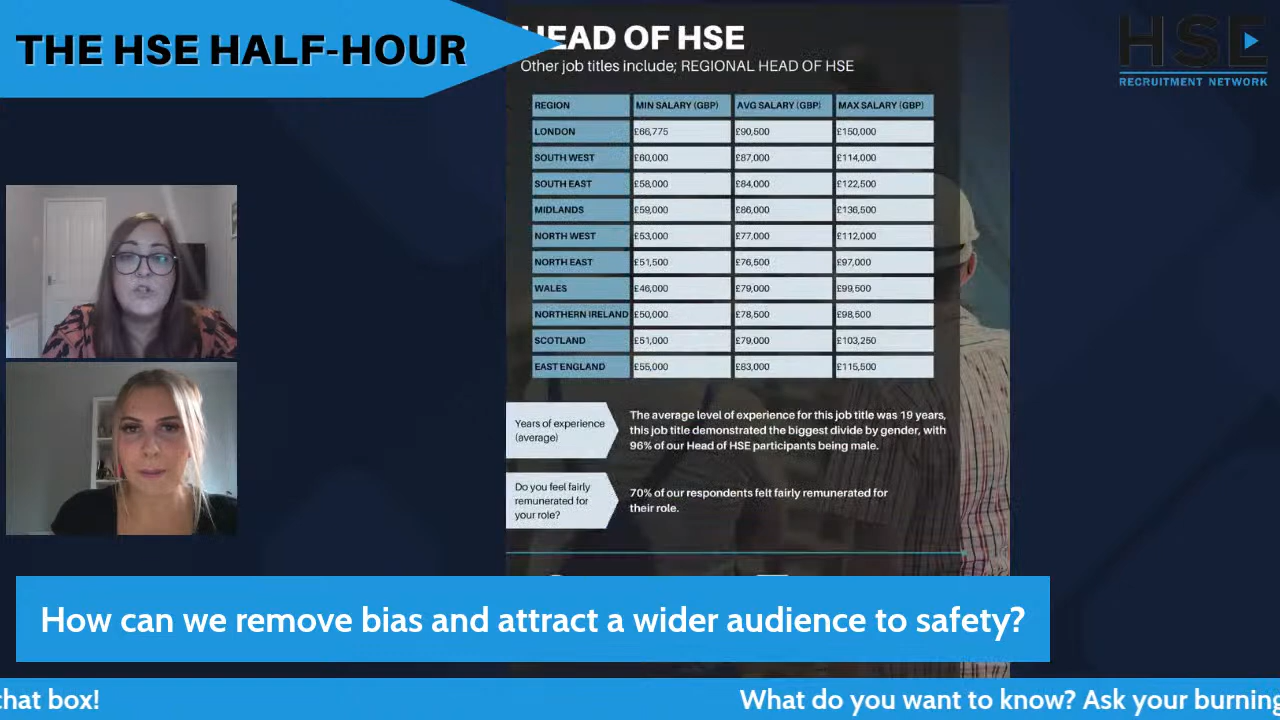 THE HSE HALF-HOUR
HEAD OF HSE
Other job titles include; REGIONAL HEAD OF HSE
HSE
RECRUITMENT NETWORK
REGION MIN SALARY (GBP) AVG SALARY (GBP) MAX SALARY (GBP)
LONDON £66,775 £90,500 £150,000
SOUTH WEST £60,000 £87,000 £114,000
SOUTH EAST £58,000 £84,000 £122,500
MIDLANDS £59,000 £86,000 £136,500
NORTH WEST £53,000 £77,000 £112,000
NORTH EAST £51,500 £76,500 £97,000
WALES £46,000 £79,000 £99,500
NORTHERN IRELAND £50,000 £78,500 £98,500
SCOTLAND £51,000 £79,000 £103,250
EAST ENGLAND £55,000 £83,000 £115,500
Years of experience
(average)
The average level of experience for this job title was 19 years,
this job title demonstrated the biggest divide by gender, with
96% of our Head of HSE participants being male.
Do you feel fairly
remunerated for
your role?
70% of our respondents felt fairly remunerated for
their role.
How can we remove bias and attract a wider audience to safety?
chat box! What do you want to know? Ask your burning